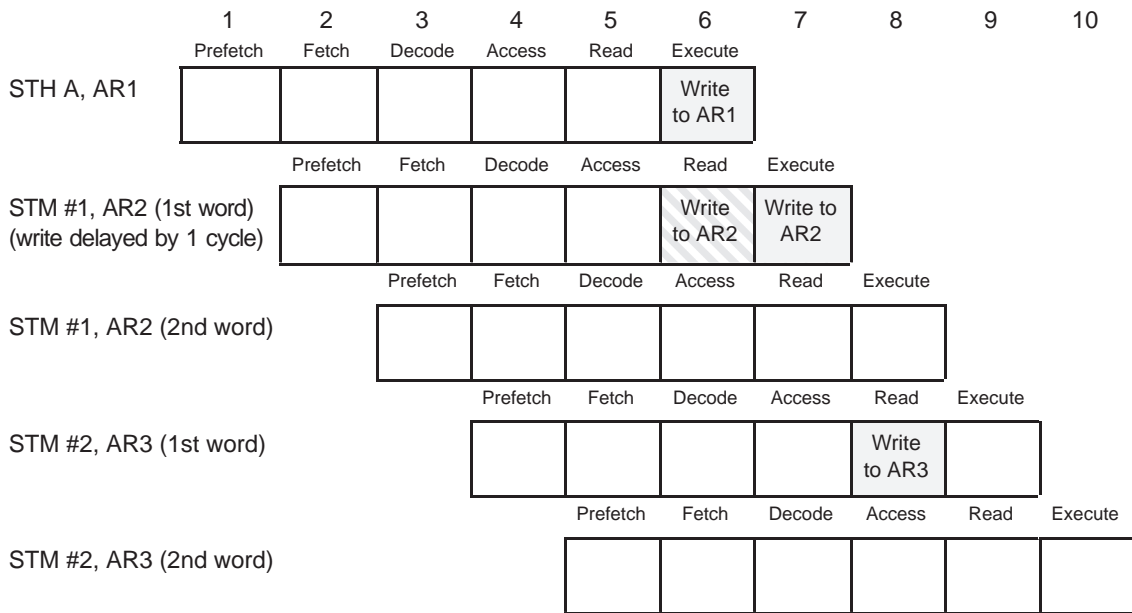 1 2 3 4 5 6 7 8 9 10
Prefetch Fetch Decode Access Read Execute
STH A, AR1
Write
to AR1
Prefetch Fetch Decode Access Read Execute
STM #1, AR2 (1st word)
(write delayed by 1 cycle)
Write
to AR2
Write to
AR2
Prefetch Fetch Decode Access Read Execute
STM #1, AR2 (2nd word)
Prefetch Fetch Decode Access Read Execute
STM #2, AR3 (1st word)
Write
to AR3
Prefetch Fetch Decode Access Read Execute
STM #2, AR3 (2nd word)